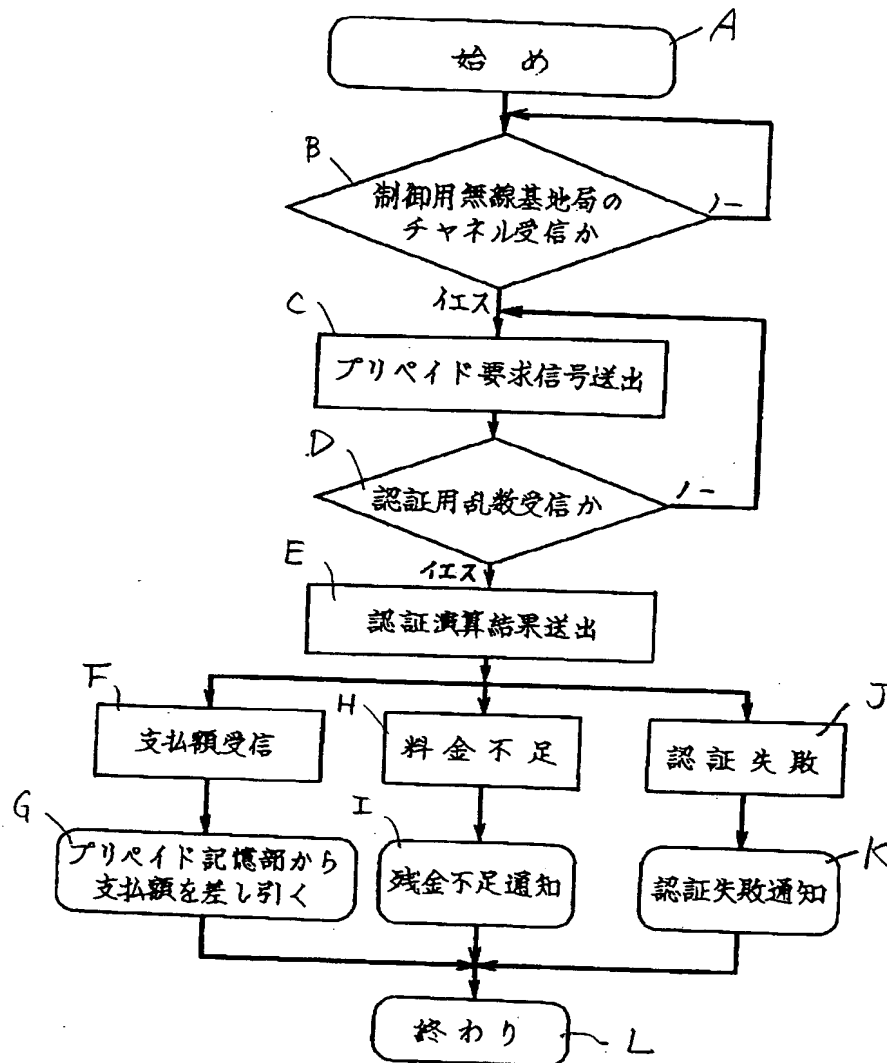 A
始め
B
制御用無線基地局の
チャネル受信か
ノー
イエス
C
プリペイド要求信号送出
D
認証用乱数受信か
ノー
イエス
E
認証演算結果送出
F
支払額受信
H
料金不足
J
認証失敗
G
プリペイド記憶部から
支払額を差し引く
I
残金不足通知
K
認証失敗通知
終わり
L